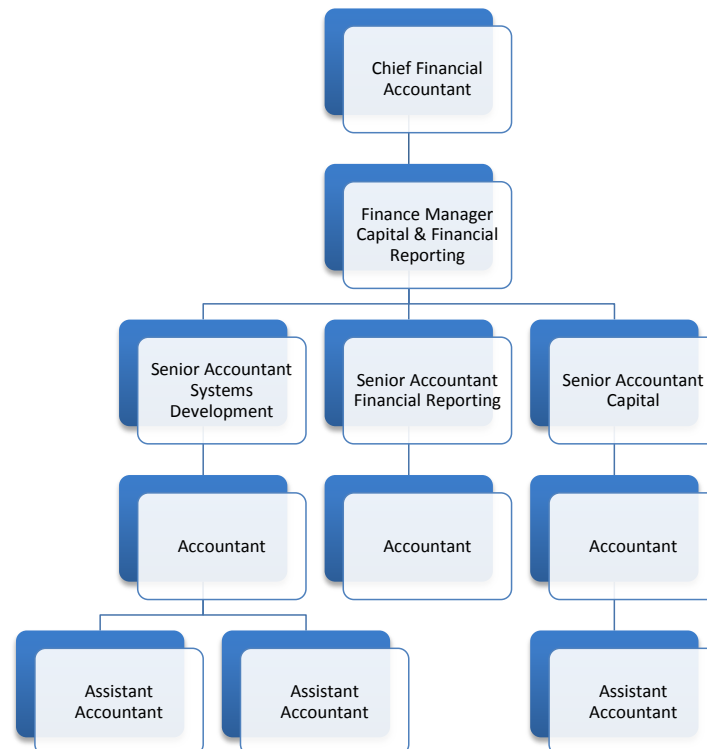 Chief Financial
Accountant
Finance Manager
Capital & Financial
Reporting
Senior Accountant
Systems
Development
Senior Accountant
Financial Reporting
Senior Accountant
Capital
Accountant
Accountant
Accountant
Assistant
Accountant
Assistant
Accountant
Assistant
Accountant